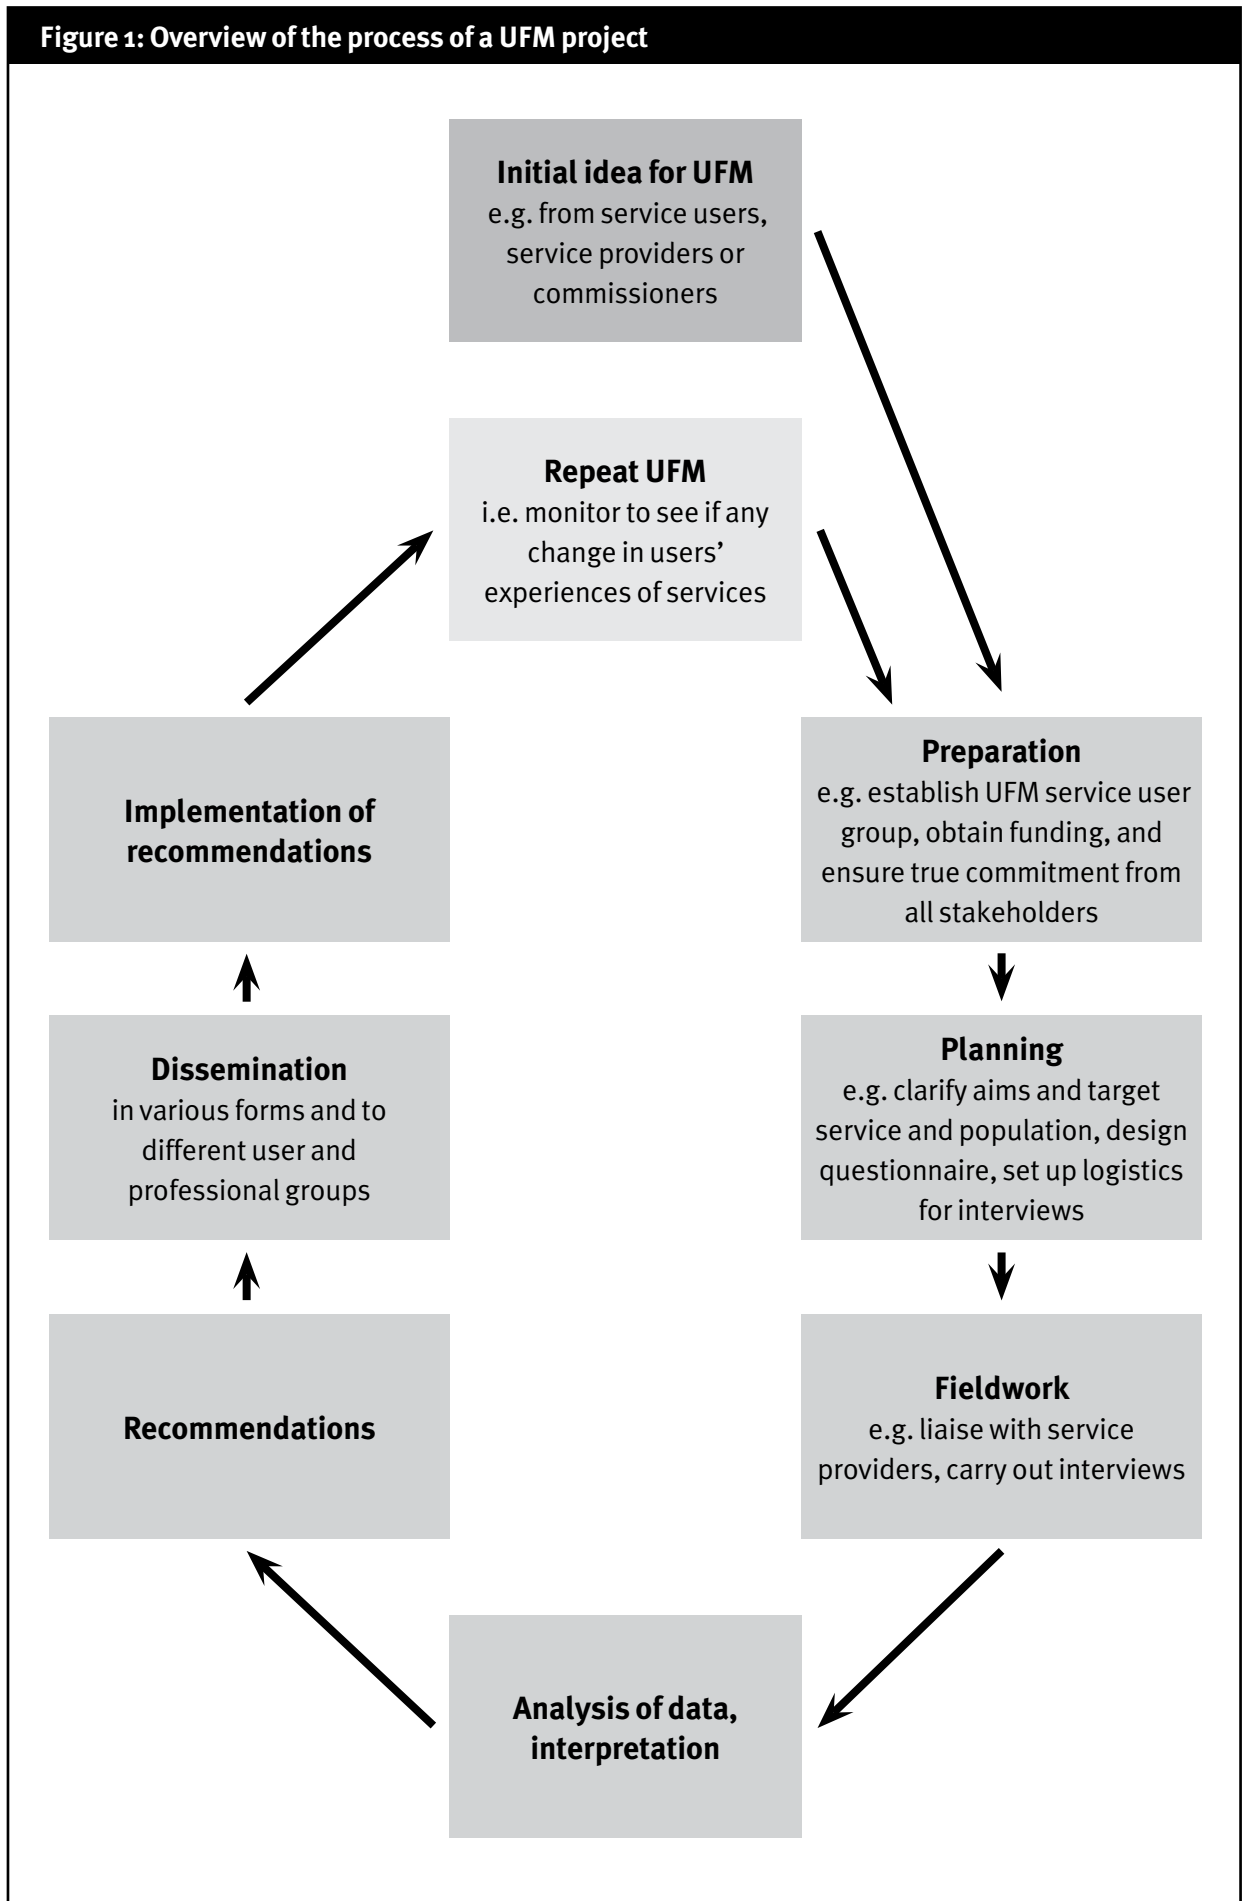 Figure 1: Overview of the process of a UFM project
Initial idea for UFM
e.g. from service users,
service providers or
commissioners
Repeat UFM
i.e. monitor to see if any
change in users’
experiences of services
Preparation
e.g. establish UFM service user
group, obtain funding, and
ensure true commitment from
all stakeholders
Planning
e.g. clarify aims and target
service and population, design
questionnaire, set up logistics
for interviews
Fieldwork
e.g. liaise with service
providers, carry out interviews
Analysis of data,
interpretation
Recommendations
Dissemination
in various forms and to
different user and
professional groups
Implementation of
recommendations